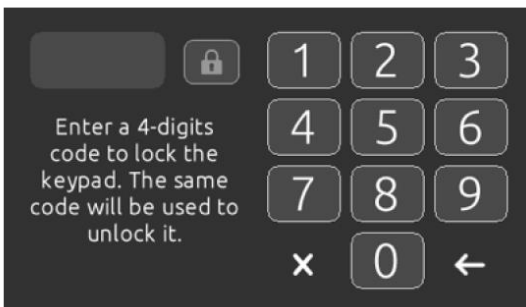 1 2 3
Enter a 4-digits
code to lock the
keypad. The same
code will be used to
unlock it.
4 5 6
7 8 9
0